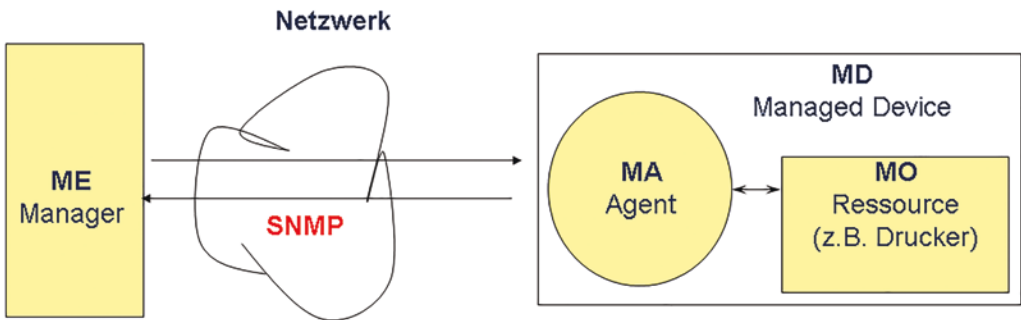 Netzwerk
ME
Manager
SNMP
MD
Managed Device
MA
Agent
MO
Ressource
(z.B. Drucker)